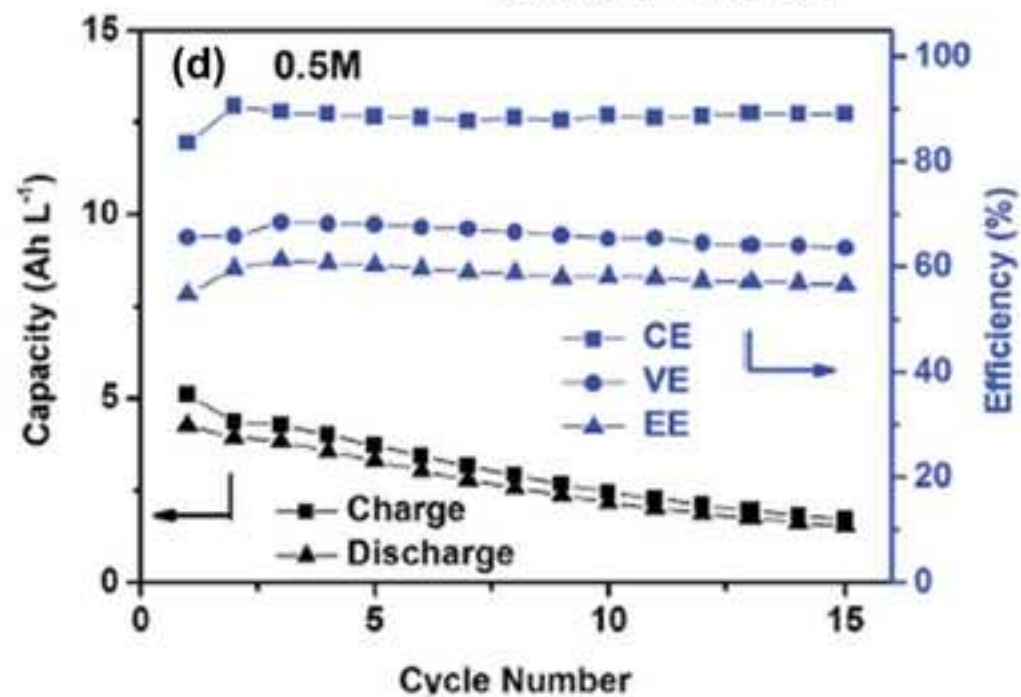 (d) 0.5M
15
10
5
0
Capacity (Ah L⁻¹)
100
80
60
40
20
0
Efficiency (%)
CE
VE
EE
Charge
Discharge
0 5 10 15
Cycle Number